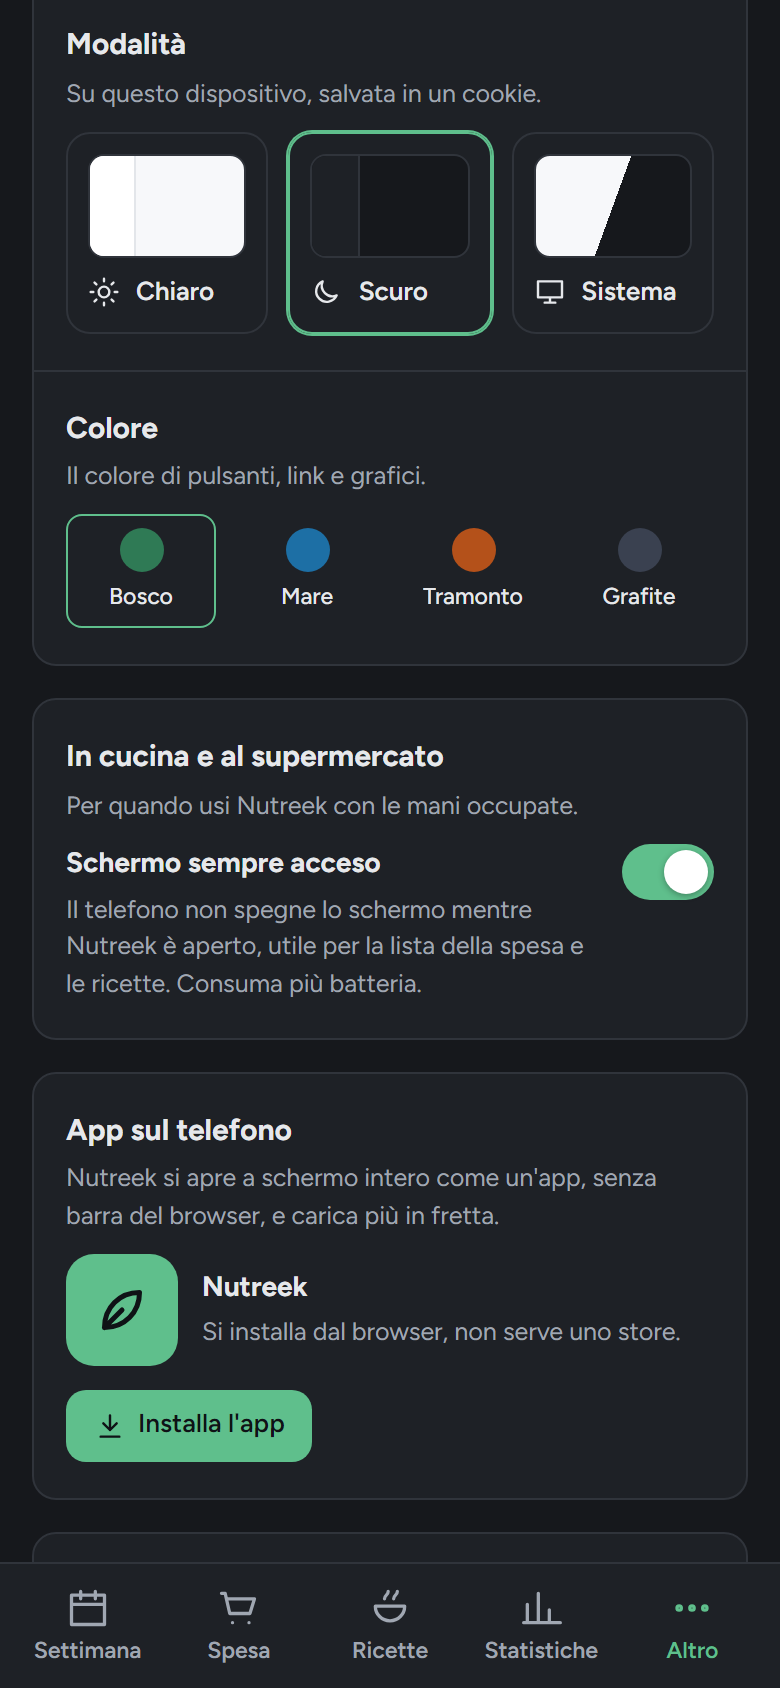 Modalità
Su questo dispositivo, salvata in un cookie.
Chiaro
Scuro
Sistema
Colore
Il colore di pulsanti, link e grafici.
Bosco
Mare
Tramonto
Grafite
In cucina e al supermercato
Per quando usi Nutreek con le mani occupate.
Schermo sempre acceso
Il telefono non spegne lo schermo mentre
Nutreek è aperto, utile per la lista della spesa e
le ricette. Consuma più batteria.
App sul telefono
Nutreek si apre a schermo intero come un'app, senza
barra del browser, e carica più in fretta.
Nutreek
Si installa dal browser, non serve uno store.
Installa l'app
Settimana
Spesa
Ricette
Statistiche
Altro